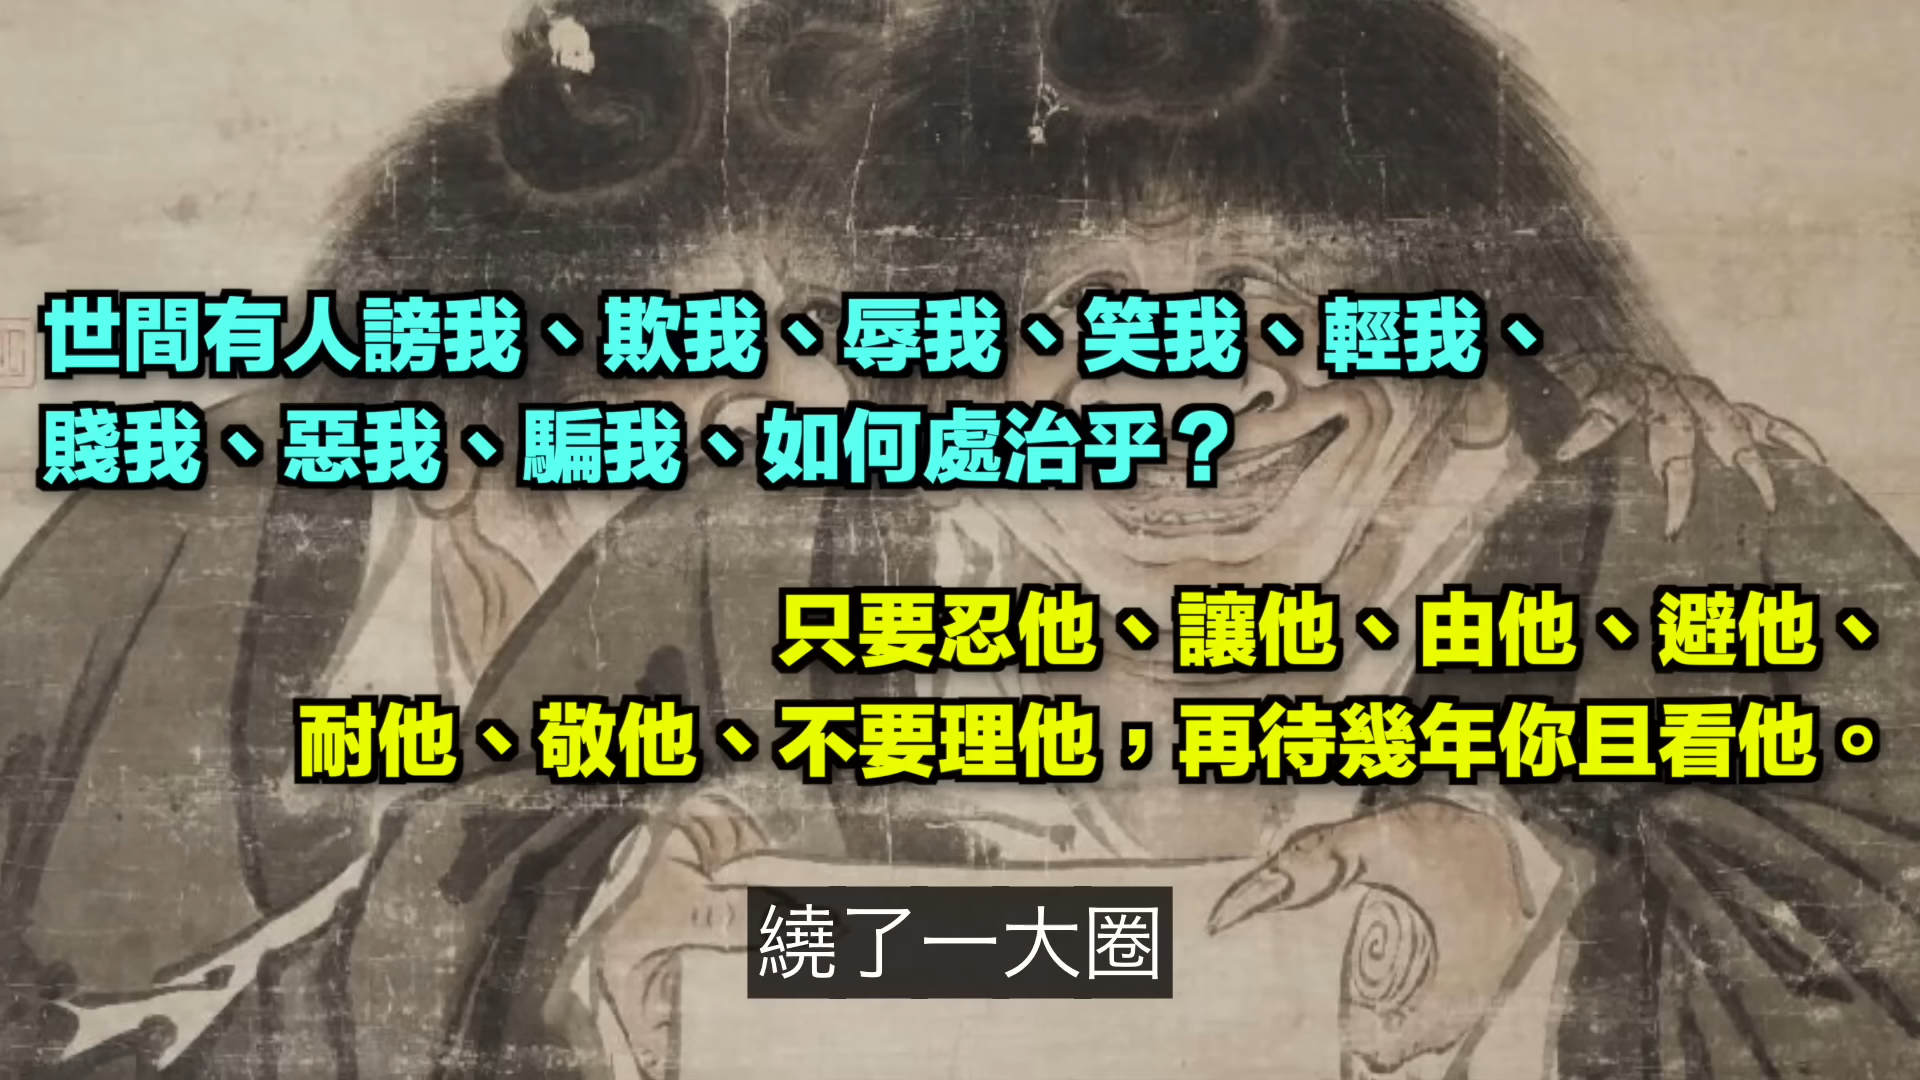 世間有人謗我、欺我、辱我、笑我、輕我、
賤我、惡我、騙我、如何處治乎？
只要忍他、讓他、由他、避他、
耐他、敬他、不要理他，再待幾年你且看他。
繞了一大圈